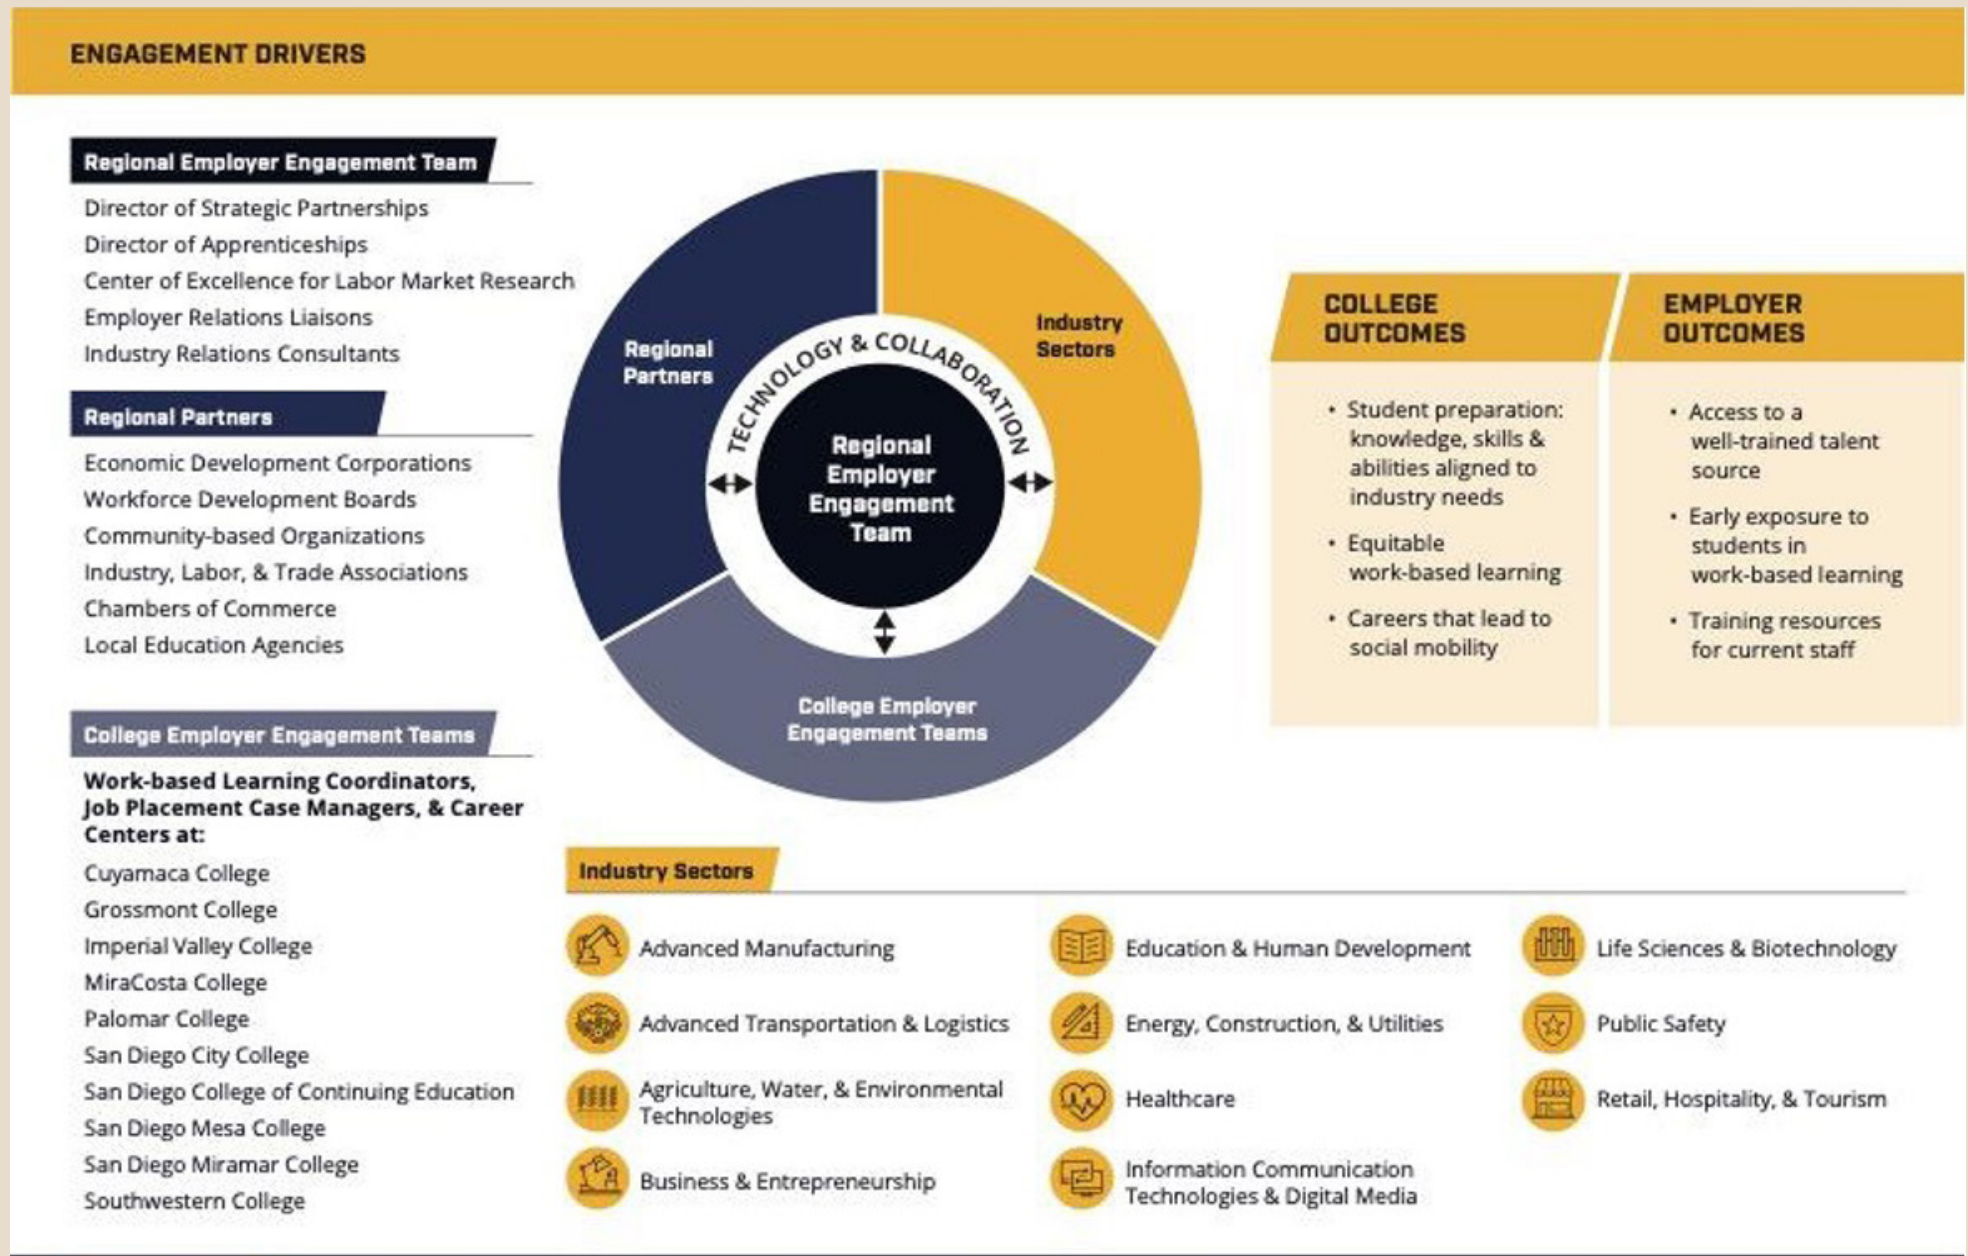 ENGAGEMENT DRIVERS
Regional Employer Engagement Team
Director of Strategic Partnerships
Director of Apprenticeships
Center of Excellence for Labor Market Research
Employer Relations Liaisons
Industry Relations Consultants
Regional Partners
Economic Development Corporations
Workforce Development Boards
Community-based Organizations
Industry, Labor, & Trade Associations
Chambers of Commerce
Local Education Agencies
College Employer Engagement Teams
Work-based Learning Coordinators,
Job Placement Case Managers, & Career
Centers at:
Cuyamaca College
Grossmont College
Imperial Valley College
MiraCosta College
Palomar College
San Diego City College
San Diego College of Continuing Education
San Diego Mesa College
San Diego Miramar College
Southwestern College
Regional
Partners
Industry
Sectors
TECHNOLOGY & COLLABORATION
Regional
Employer
Engagement
Team
College Employer
Engagement Teams
COLLEGE
OUTCOMES
• Student preparation:
knowledge, skills &
abilities aligned to
industry needs
• Equitable
work-based learning
• Careers that lead to
social mobility
EMPLOYER
OUTCOMES
• Access to a
well-trained talent
source
• Early exposure to
students in
work-based learning
• Training resources
for current staff
Industry Sectors
Advanced Manufacturing
Advanced Transportation & Logistics
Agriculture, Water, & Environmental
Technologies
Business & Entrepreneurship
Education & Human Development
Energy, Construction, & Utilities
Healthcare
Information Communication
Technologies & Digital Media
Life Sciences & Biotechnology
Public Safety
Retail, Hospitality, & Tourism